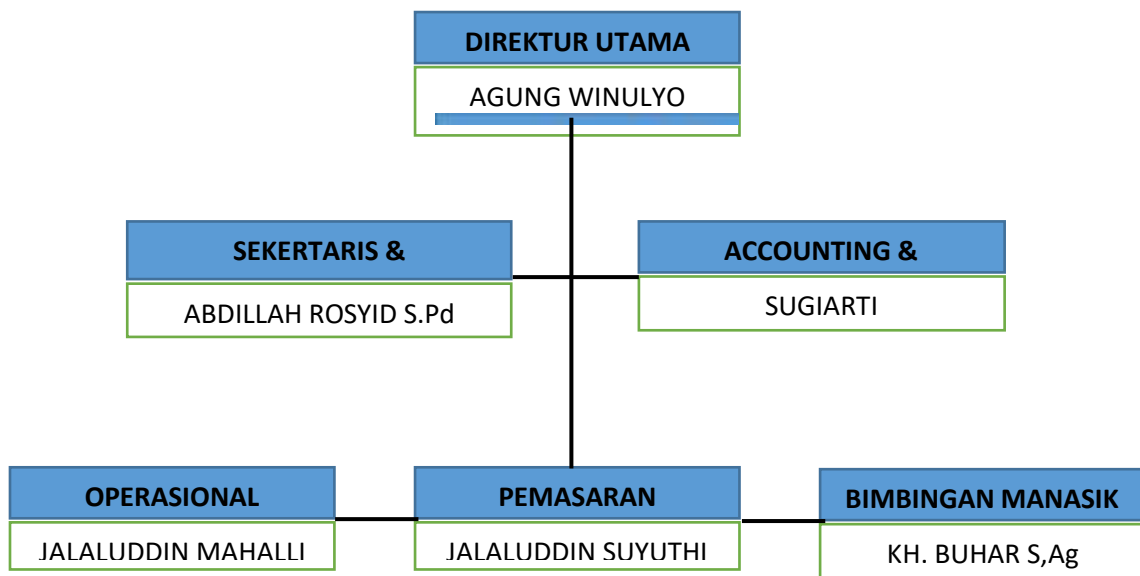 DIREKTUR UTAMA
AGUNG WINULYO
SEKERTARIS &
ABDILLAH ROSYID S.Pd
ACCOUNTING &
SUGIARTI
OPERASIONAL
JALALUDDIN MAHALLI
PEMASARAN
JALALUDDIN SUYUTHI
BIMBINGAN MANASIK
KH. BUHAR S,Ag